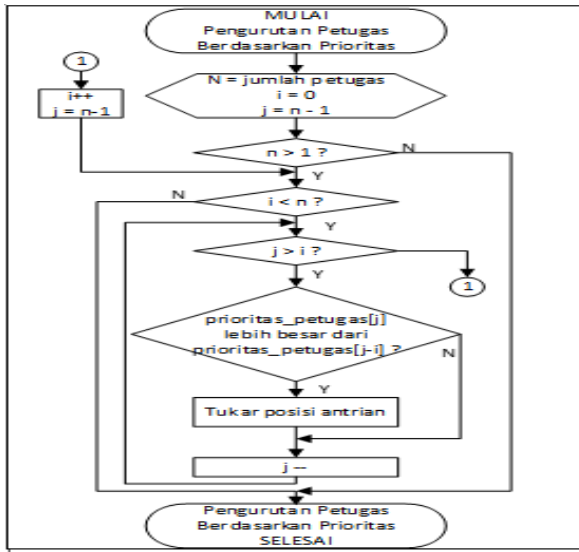 MULAI
Pengurutan Petugas
Berdasarkan Prioritas
1
i++
j = n-1
N = jumlah petugas
i = 0
j = n - 1
n > 1 ?
N
Y
N
i < n ?
Y
j > i ?
Y
1
prioritas_petugas[j]
lebih besar dari
prioritas_petugas[j-i] ?
N
Y
Tukar posisi antrian
j --
Pengurutan Petugas
Berdasarkan Prioritas
SELESAI